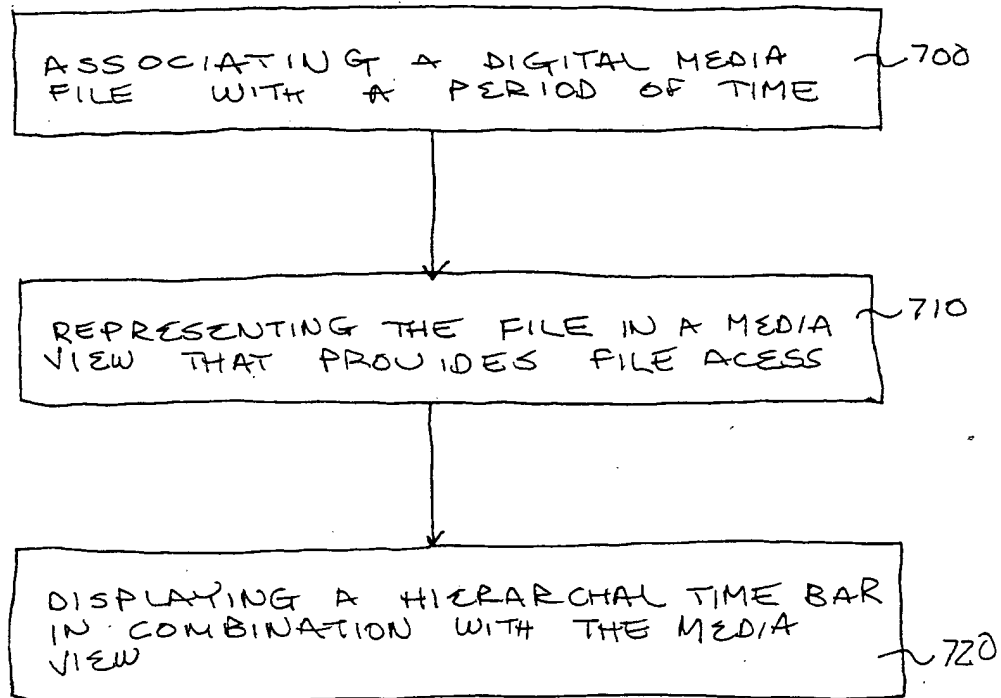 ASSOCIATING A DIGITAL MEDIA
FILE WITH A PERIOD OF TIME
700
REPRESENTING THE FILE IN A MEDIA
VIEW THAT PROVIDES FILE ACESS
710
DISPLAYING A HIERARCHAL TIME BAR
IN COMBINATION WITH THE MEDIA
VIEW
720